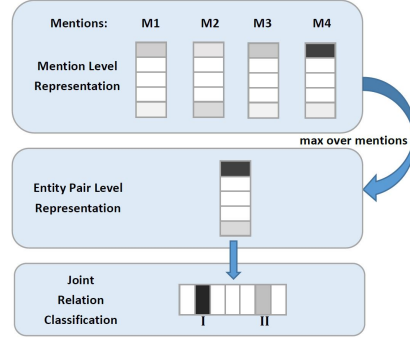 Mentions: M1 M2 M3 M4
Mention Level
Representation
max over mentions
Entity Pair Level
Representation
Joint
Relation
Classification
I II